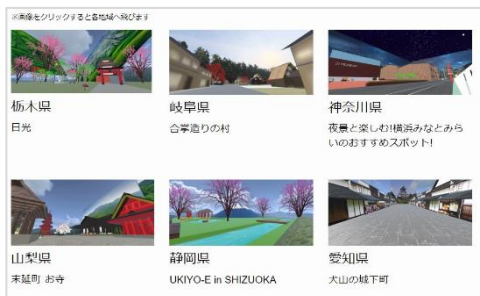 ※画像をクリックすると各地域へ飛びます
栃木県
日光
岐阜県
合掌造りの村
神奈川県
夜景と楽しむ!横浜みなとみら
いのおすすめスポット!
山梨県
末延町 お寺
静岡県
UKIYO-E in SHIZUOKA
愛知県
犬山の城下町